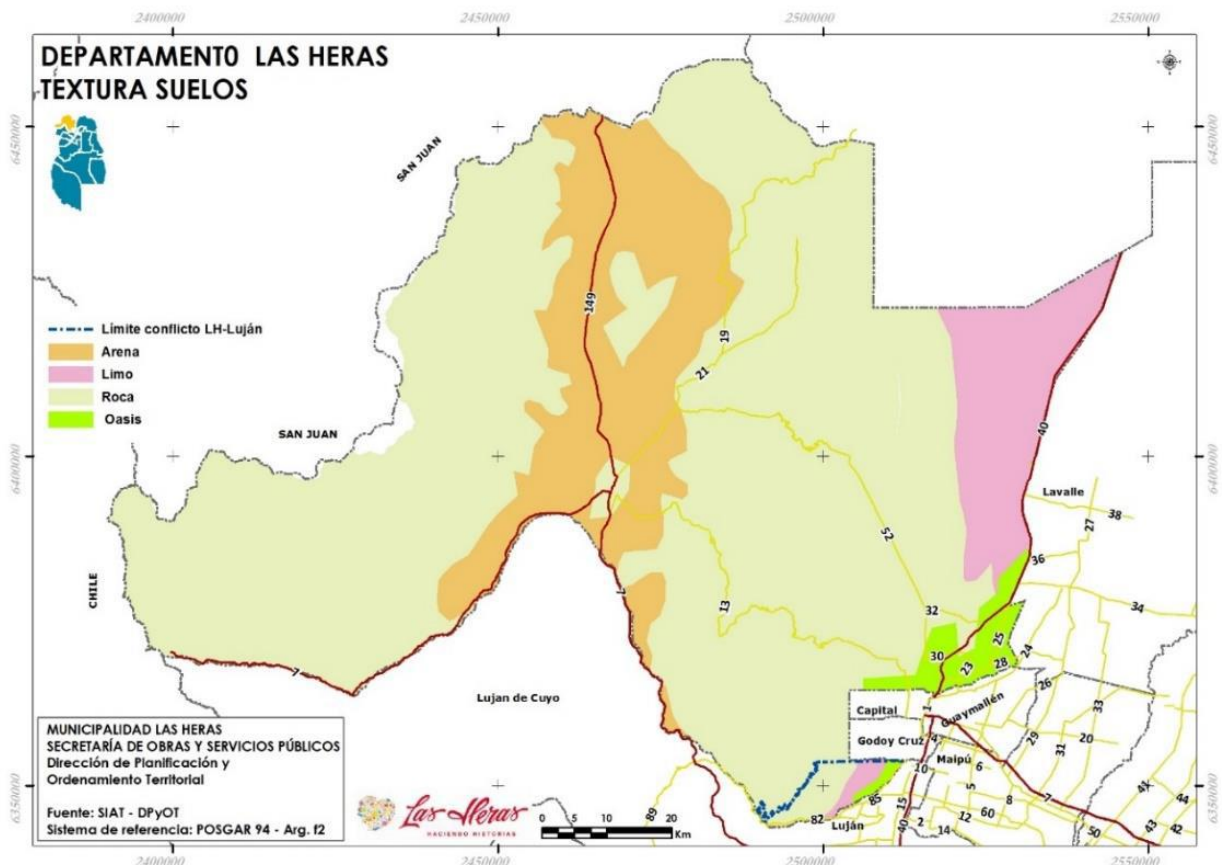 2400000
2450000
2500000
2550000
DEPARTAMENTO LAS HERAS
TEXTURA SUELOS
6450000
6450000
SAN JUAN
149
19
21
Límite conflicto LH-Luján
Arena
Limo
Roca
Oasis
SAN JUAN
40
6400000
6400000
Lavalle
38
27
52
36
CHILE
7
13
32
34
25
24
30
23
28
7
Lujan de Cuyo
26
33
Capital
1
Guaymallén
29
31
20
Godoy Cruz
4
Maipú
10
6
MUNICIPALIDAD LAS HERAS
SECRETARÍA DE OBRAS Y SERVICIOS PÚBLICOS
Dirección de Planificación y
Ordenamiento Territorial
Fuente: SIAT - DPyOT
Sistema de referencia: POSGAR 94 - Arg. f2
Las Heras
HACIENDO HISTORIAS
0 5 10 20
Km
6350000
6350000
89
85
82
Luján
15
40
5
8
7
60
12
2
14
41
44
43
42
50
2400000
2450000
2500000
2550000